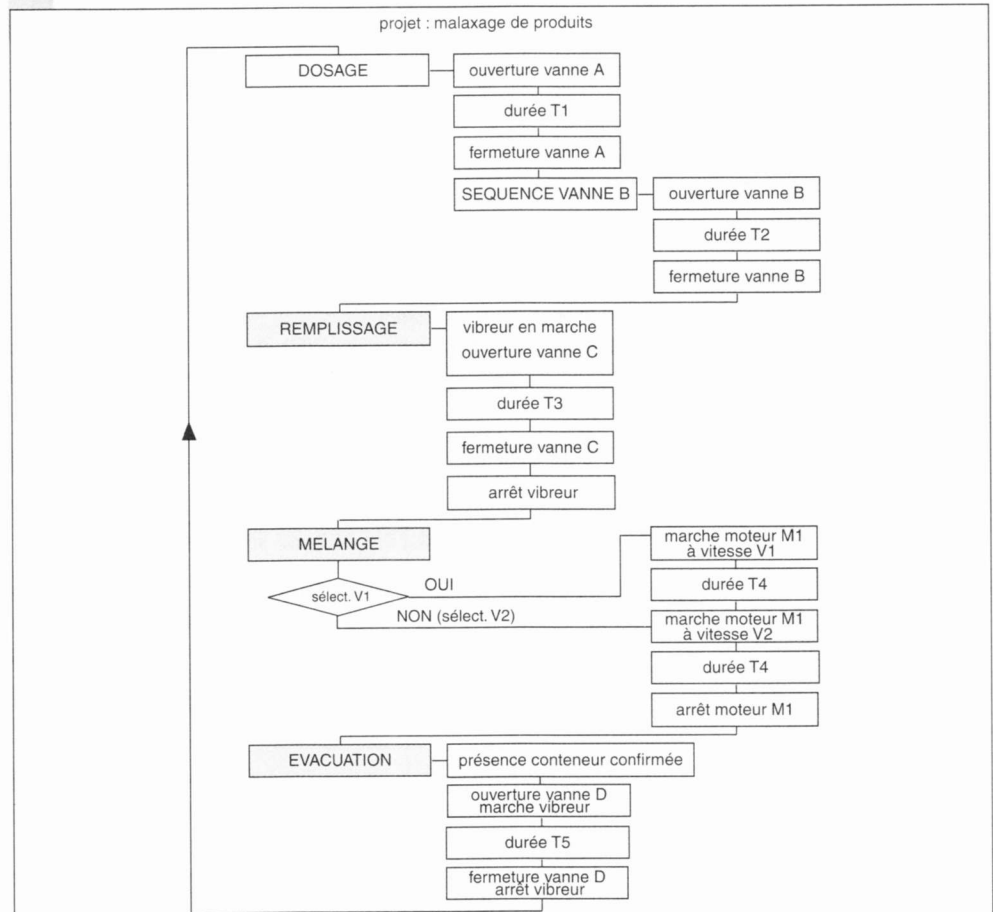 projet : malaxage de produits
DOSAGE
ouverture vanne A
durée T1
fermeture vanne A
SEQUENCE VANNE B
ouverture vanne B
durée T2
fermeture vanne B
REMPLISSAGE
vibreur en marche
ouverture vanne C
durée T3
fermeture vanne C
arrêt vibreur
MELANGE
sélect. V1
OUI
NON (sélect. V2)
marche moteur M1
à vitesse V1
durée T4
marche moteur M1
à vitesse V2
durée T4
arrêt moteur M1
EVACUATION
présence conteneur confirmée
ouverture vanne D
marche vibreur
durée T5
fermeture vanne D
arrêt vibreur